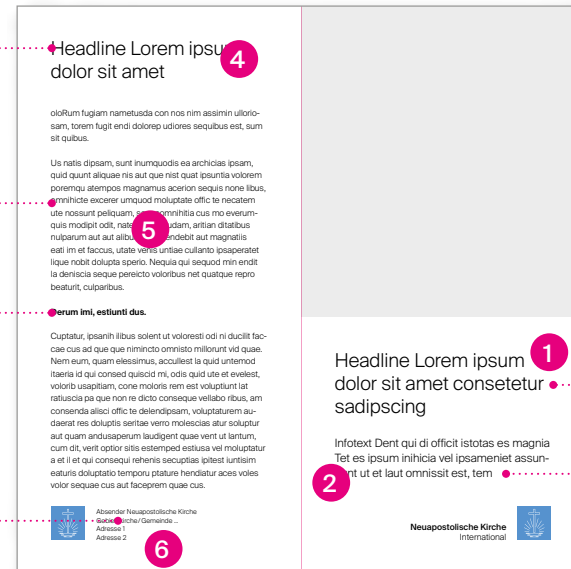 Headline Lorem ipsu
dolor sit amet
4
oloRum fugiam nametusda con nos nim assimin ullorio-
sam, torem fugit endi dolorep udiores sequibus est, sum
sit quibus.
Us natis dipsam, sunt inumquodis ea archicias ipsam,
quid quunt aliquae nis aut que nist quat ipsuntia volorem
poremqu atempos magnamus acerion sequis none libus,
omnihicte excerer umquod moluptate offic te necatem
ute nossunt peliquam, omnihitia cus mo everum-
quis modipit odit, nate udam, aritian ditatibus
nulparum aut aut alibu endebit aut magnatiis
eati im et faccus, utate venis untiae cullanto ipsaperatet
lique nobit dolupta sperio. Nequia qui sequod min endit
la deniscia seque pereicto voloribus net quatque repro
beaturit, culparibus.
5
Derum imi, estiunti dus.
Cuptatur, ipsanih ilibus solent ut voloresti odi ni ducilit fac-
cae cus ad que que nimincto omnisto millorunt vid quae.
Nem eum, quam elessimus, accullest la quid untemod
itaeria id qui consed quiscid mi, odis quid ute et evelest,
volorib usapitiam, cone moloris rem est voluptiunt lat
ratiuscia pa que non re dicto conseque vellabo ribus, am
consenda alisci offic te delendipsam, voluptaturem au-
daerat res doluptis seritae verro molescias atur soluptur
aut quam andusaperum laudigent quae vent ut lantum,
cum dit, verit optior sitis estemped estiusa vel moluptatur
a et il et qui consequi rehenis secuptias ipitest iuntisim
eaturis doluptatio temporu ptature hendiatur aces voles
volor sequae cus aut faceprem quae cus.
Absender Neuapostolische Kirche
Gebietskirche/Gemeinde ...
Adresse 1
Adresse 2
6
Headline Lorem ipsum
dolor sit amet consetetur
sadipscing
1
Infotext Dent qui di officit istotas es magnia
Tet es ipsum inihicia vel ipsameniet assun-
nt ut et laut omnissit est, tem
2
Neuapostolische Kirche
International